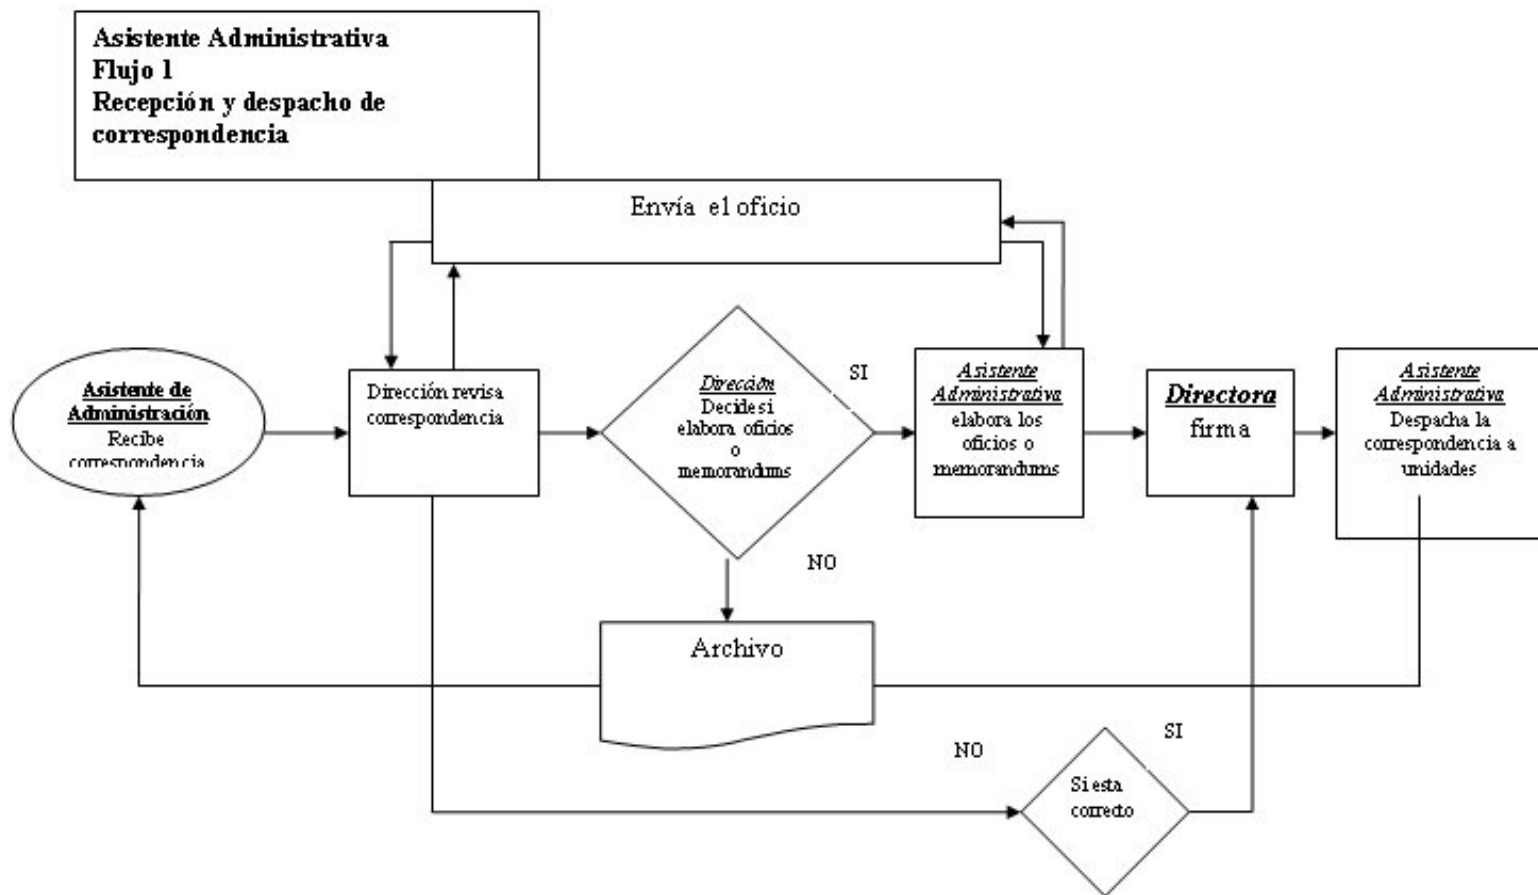 Asistente Administrativa
Flujo 1
Recepción y despacho de
correspondencia
Envía el oficio
Asistente de
Administración
Recibe
correspondencia
Dirección revisa
correspondencia
Dirección
Decide si
elabora oficios
o
memorandums
SI
NO
Asistente
Administrativa
elabora los
oficios o
memorandums
Directora
firma
Asistente
Administrativa
Despacha la
correspondencia a
unidades
Archivo
NO
SI
Si esta
correcto